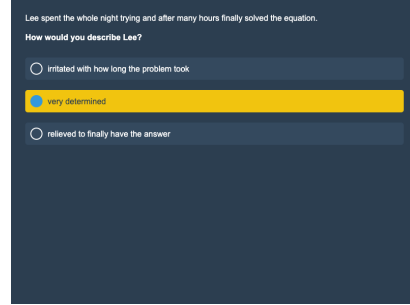 Lee spent the whole night trying and after many hours finally solved the equation.
How would you describe Lee?
irritated with how long the problem took
very determined
relieved to finally have the answer